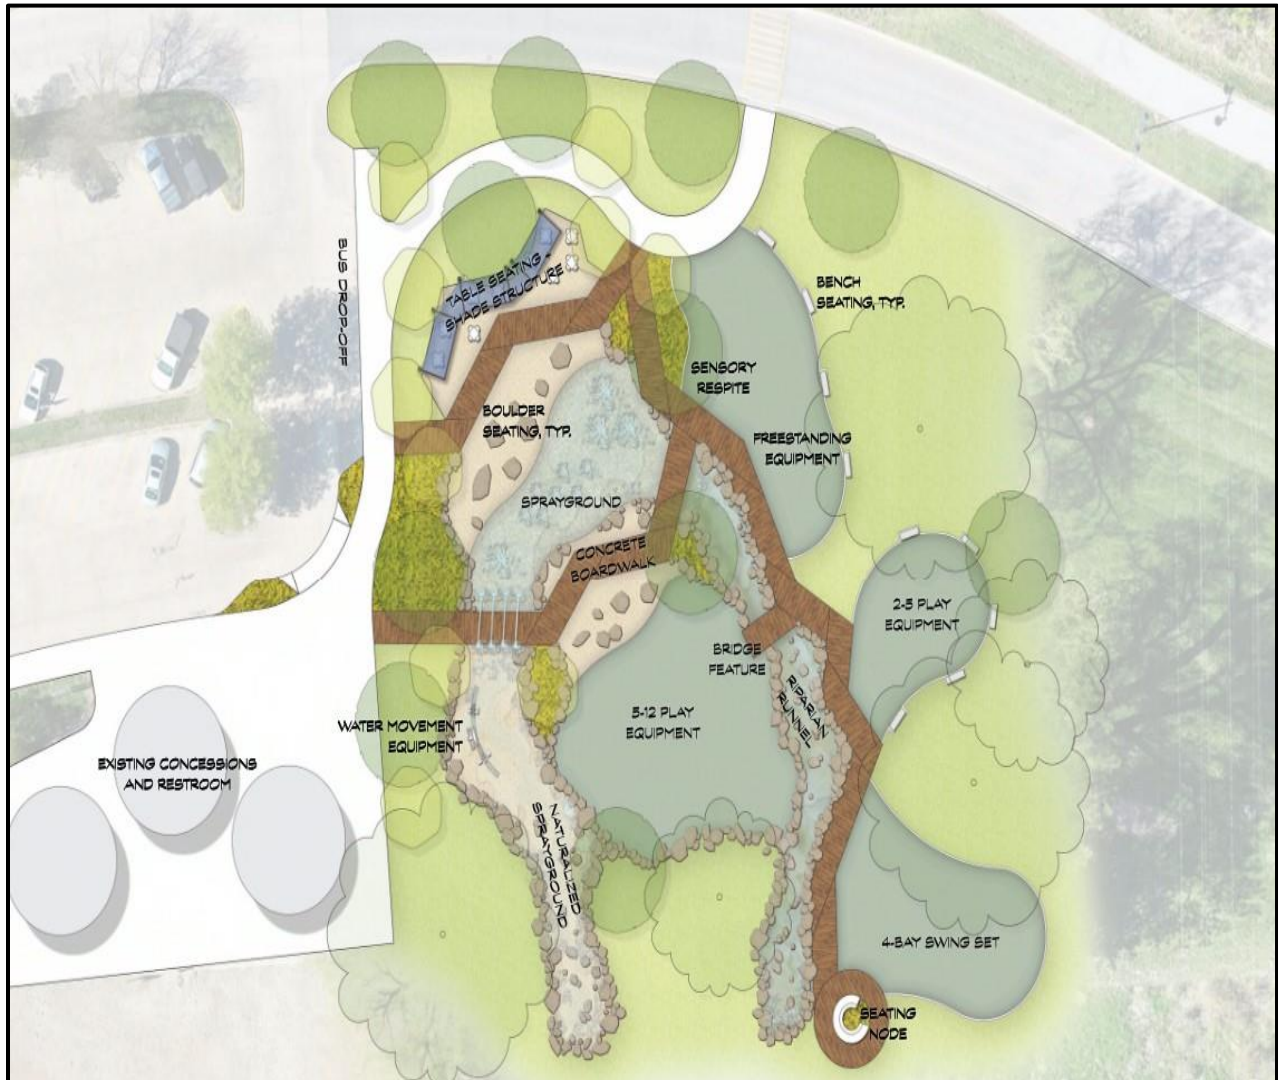 BUS DROP-OFF
TABLE SEATING -
SHADE STRUCTURE
BENCH
SEATING, TYP.
SENSORY
RESPITE
BOULDER
SEATING, TYP.
FREESTANDING
EQUIPMENT
SPRAYGROUND
CONCRETE
BOARDWALK
2-5 PLAY
EQUIPMENT
BRIDGE
FEATURE
RIPARIAN
RUNNEL
5-12 PLAY
EQUIPMENT
WATER MOVEMENT
EQUIPMENT
EXISTING CONCESSIONS
AND RESTROOM
NATURALIZED
SPRAYGROUND
4-BAY SWING SET
SEATING
NODE